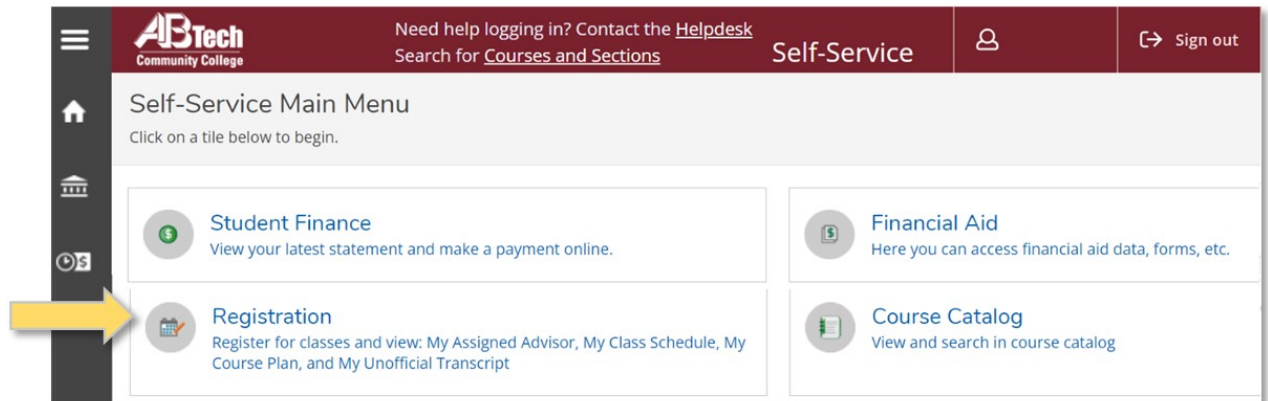 ABTech
Community College
Need help logging in? Contact the Helpdesk
Search for Courses and Sections
Self-Service
Sign out
Self-Service Main Menu
Click on a tile below to begin.
Student Finance
View your latest statement and make a payment online.
Financial Aid
Here you can access financial aid data, forms, etc.
Registration
Register for classes and view: My Assigned Advisor, My Class Schedule, My
Course Plan, and My Unofficial Transcript
Course Catalog
View and search in course catalog